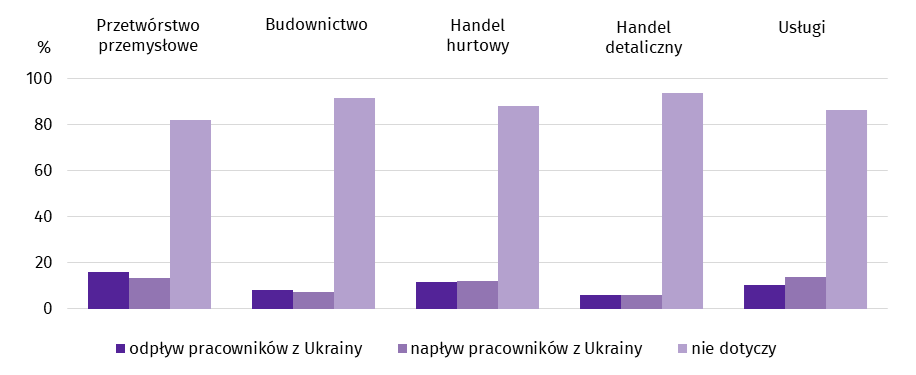 Przetwórstwo
przemysłowe
Budownictwo
Handel
hurtowy
Handel
detaliczny
Usługi
%
100
80
60
40
20
0
odpływ pracowników z Ukrainy napływ pracowników z Ukrainy nie dotyczy